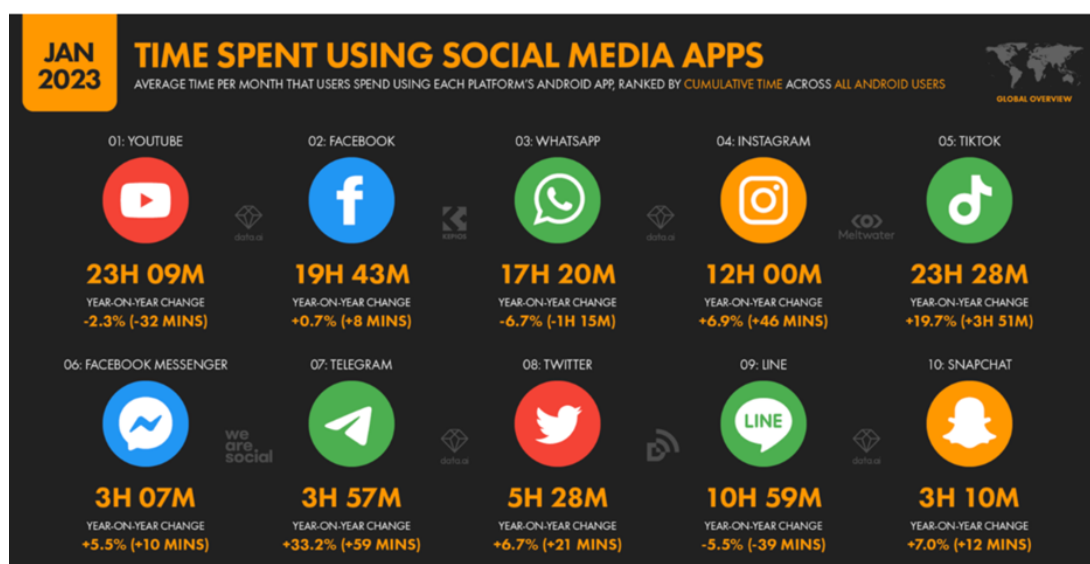 JAN
2023
TIME SPENT USING SOCIAL MEDIA APPS
AVERAGE TIME PER MONTH THAT USERS SPEND USING EACH PLATFORM'S ANDROID APP, RANKED BY CUMULATIVE TIME ACROSS ALL ANDROID USERS
GLOBAL OVERVIEW
01: YOUTUBE
02: FACEBOOK
03: WHATSAPP
04: INSTAGRAM
05: TIKTOK
data.ai
KEPIOS
data.ai
Meltwater
23H 09M
19H 43M
17H 20M
12H 00M
23H 28M
YEAR-ON-YEAR CHANGE
YEAR-ON-YEAR CHANGE
YEAR-ON-YEAR CHANGE
YEAR-ON-YEAR CHANGE
YEAR-ON-YEAR CHANGE
-2.3% (-32 MINS)
+0.7% (+8 MINS)
-6.7% (-1H 15M)
+6.9% (+46 MINS)
+19.7% (+3H 51M)
06: FACEBOOK MESSENGER
07: TELEGRAM
08: TWITTER
09: LINE
10: SNAPCHAT
we
are
social
data.ai
LINE
data.ai
3H 07M
3H 57M
5H 28M
10H 59M
3H 10M
YEAR-ON-YEAR CHANGE
YEAR-ON-YEAR CHANGE
YEAR-ON-YEAR CHANGE
YEAR-ON-YEAR CHANGE
YEAR-ON-YEAR CHANGE
+5.5% (+10 MINS)
+33.2% (+59 MINS)
+6.7% (+21 MINS)
-5.5% (-39 MINS)
+7.0% (+12 MINS)